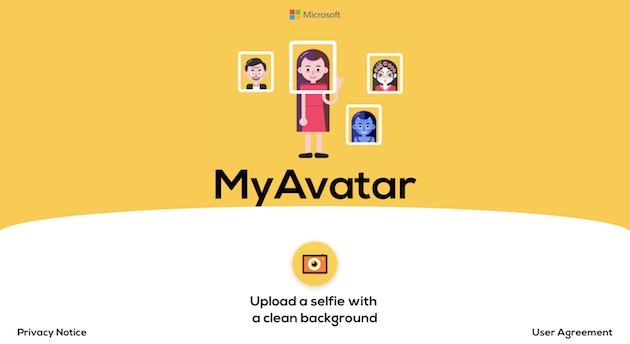 Microsoft
MyAvatar
Upload a selfie with
a clean background
Privacy Notice
User Agreement